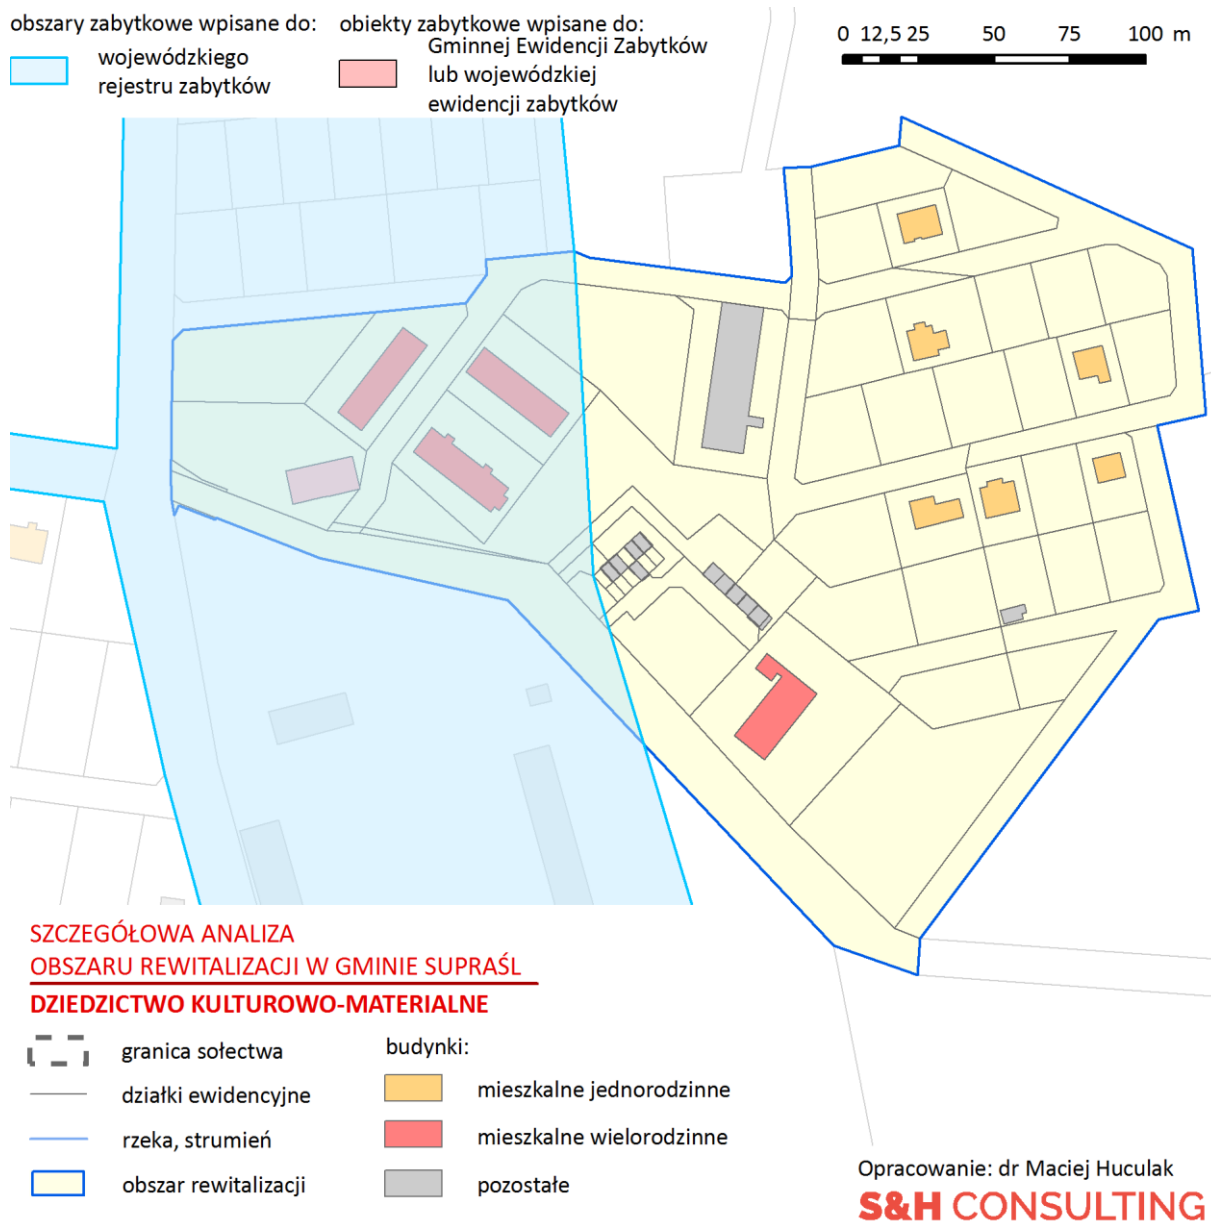 obszary zabytkowe wpisane do:
wojewódzkiego
rejestru zabytków
obiekty zabytkowe wpisane do:
Gminnej Ewidencji Zabytków
lub wojewódzkiej
ewidencji zabytków
0 12,5 25 50 75 100 m
SZCZEGÓŁOWA ANALIZA
OBSZARU REWITALIZACJI W GMINIE SUPRAŚL
DZIEDZICTWO KULTUROWO-MATERIALNE
granica sołectwa
działki ewidencyjne
rzeka, strumień
obszar rewitalizacji
budynki:
mieszkalne jednorodzinne
mieszkalne wielorodzinne
pozostałe
Opracowanie: dr Maciej Huculak
S&H CONSULTING